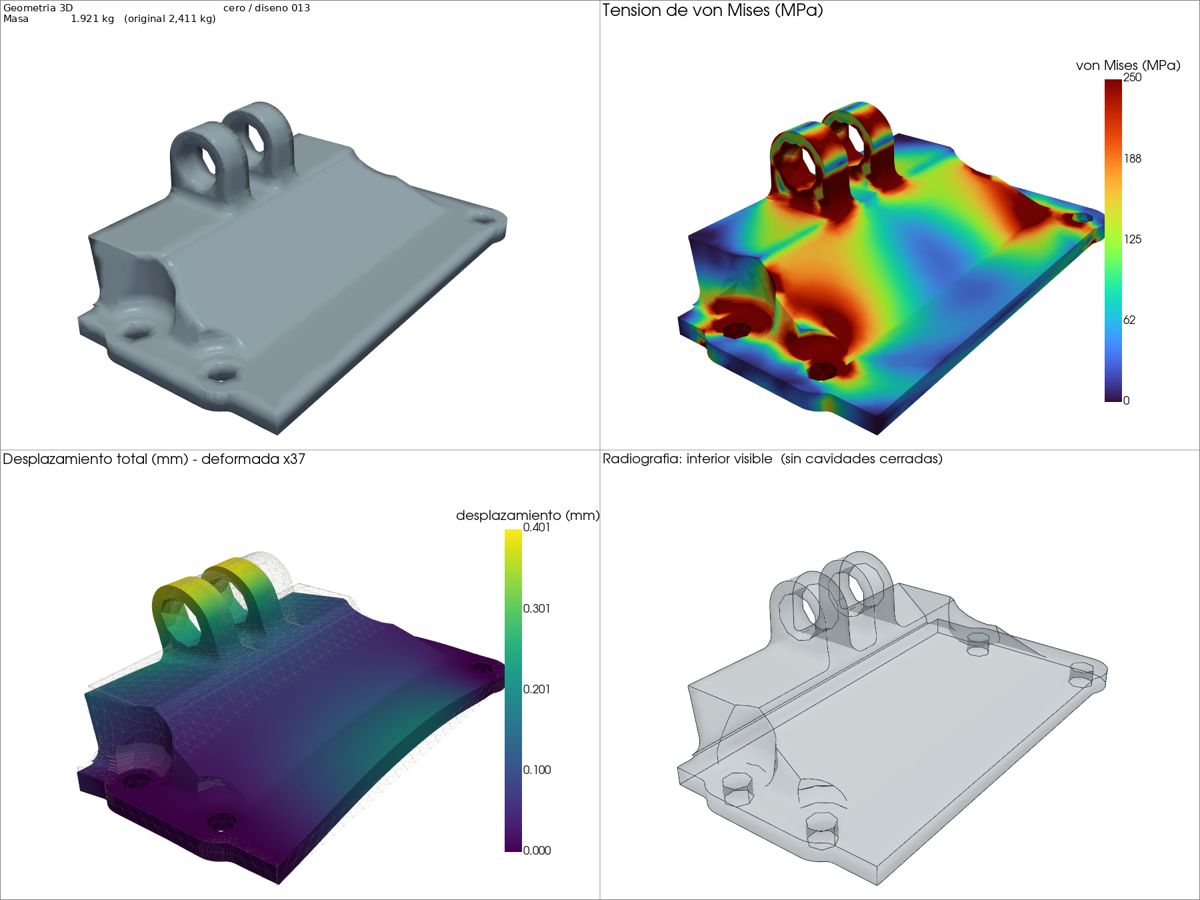 Geometria 3D cero / diseno 013
Masa 1.921 kg (original 2,411 kg)
Tension de von Mises (MPa)
von Mises (MPa)
250
188
125
62
0
Desplazamiento total (mm) - deformada x37
desplazamiento (mm)
0.401
0.301
0.201
0.100
0.000
Radiografia: interior visible (sin cavidades cerradas)